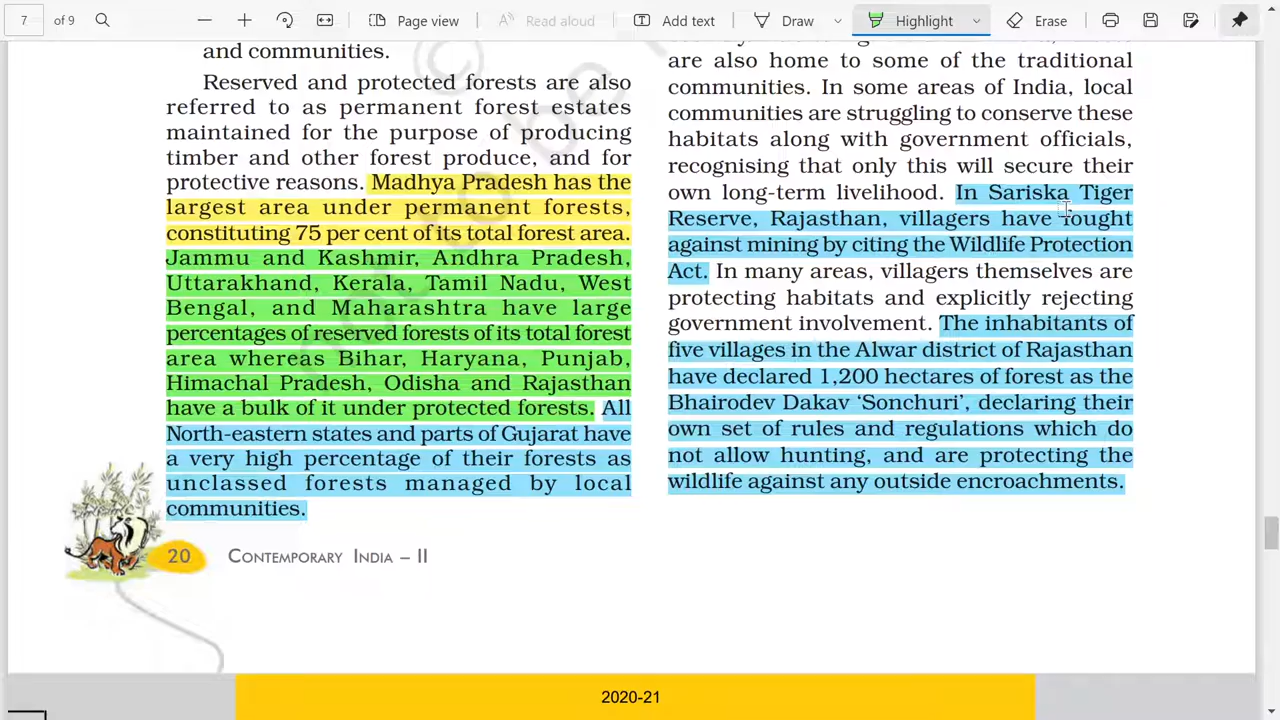 7 of 9 Page view Read aloud Add text Draw Highlight Erase
and communities.
Reserved and protected forests are also
referred to as permanent forest estates
maintained for the purpose of producing
timber and other forest produce, and for
protective reasons. Madhya Pradesh has the
largest area under permanent forests,
constituting 75 per cent of its total forest area.
Jammu and Kashmir, Andhra Pradesh,
Uttarakhand, Kerala, Tamil Nadu, West
Bengal, and Maharashtra have large
percentages of reserved forests of its total forest
area whereas Bihar, Haryana, Punjab,
Himachal Pradesh, Odisha and Rajasthan
have a bulk of it under protected forests. All
North-eastern states and parts of Gujarat have
a very high percentage of their forests as
unclassed forests managed by local
communities.
20 CONTEMPORARY INDIA – II
are also home to some of the traditional
communities. In some areas of India, local
communities are struggling to conserve these
habitats along with government officials,
recognising that only this will secure their
own long-term livelihood. In Sariska Tiger
Reserve, Rajasthan, villagers have fought
against mining by citing the Wildlife Protection
Act. In many areas, villagers themselves are
protecting habitats and explicitly rejecting
government involvement. The inhabitants of
five villages in the Alwar district of Rajasthan
have declared 1,200 hectares of forest as the
Bhairodev Dakav ‘Sonchuri’, declaring their
own set of rules and regulations which do
not allow hunting, and are protecting the
wildlife against any outside encroachments.
2020-21